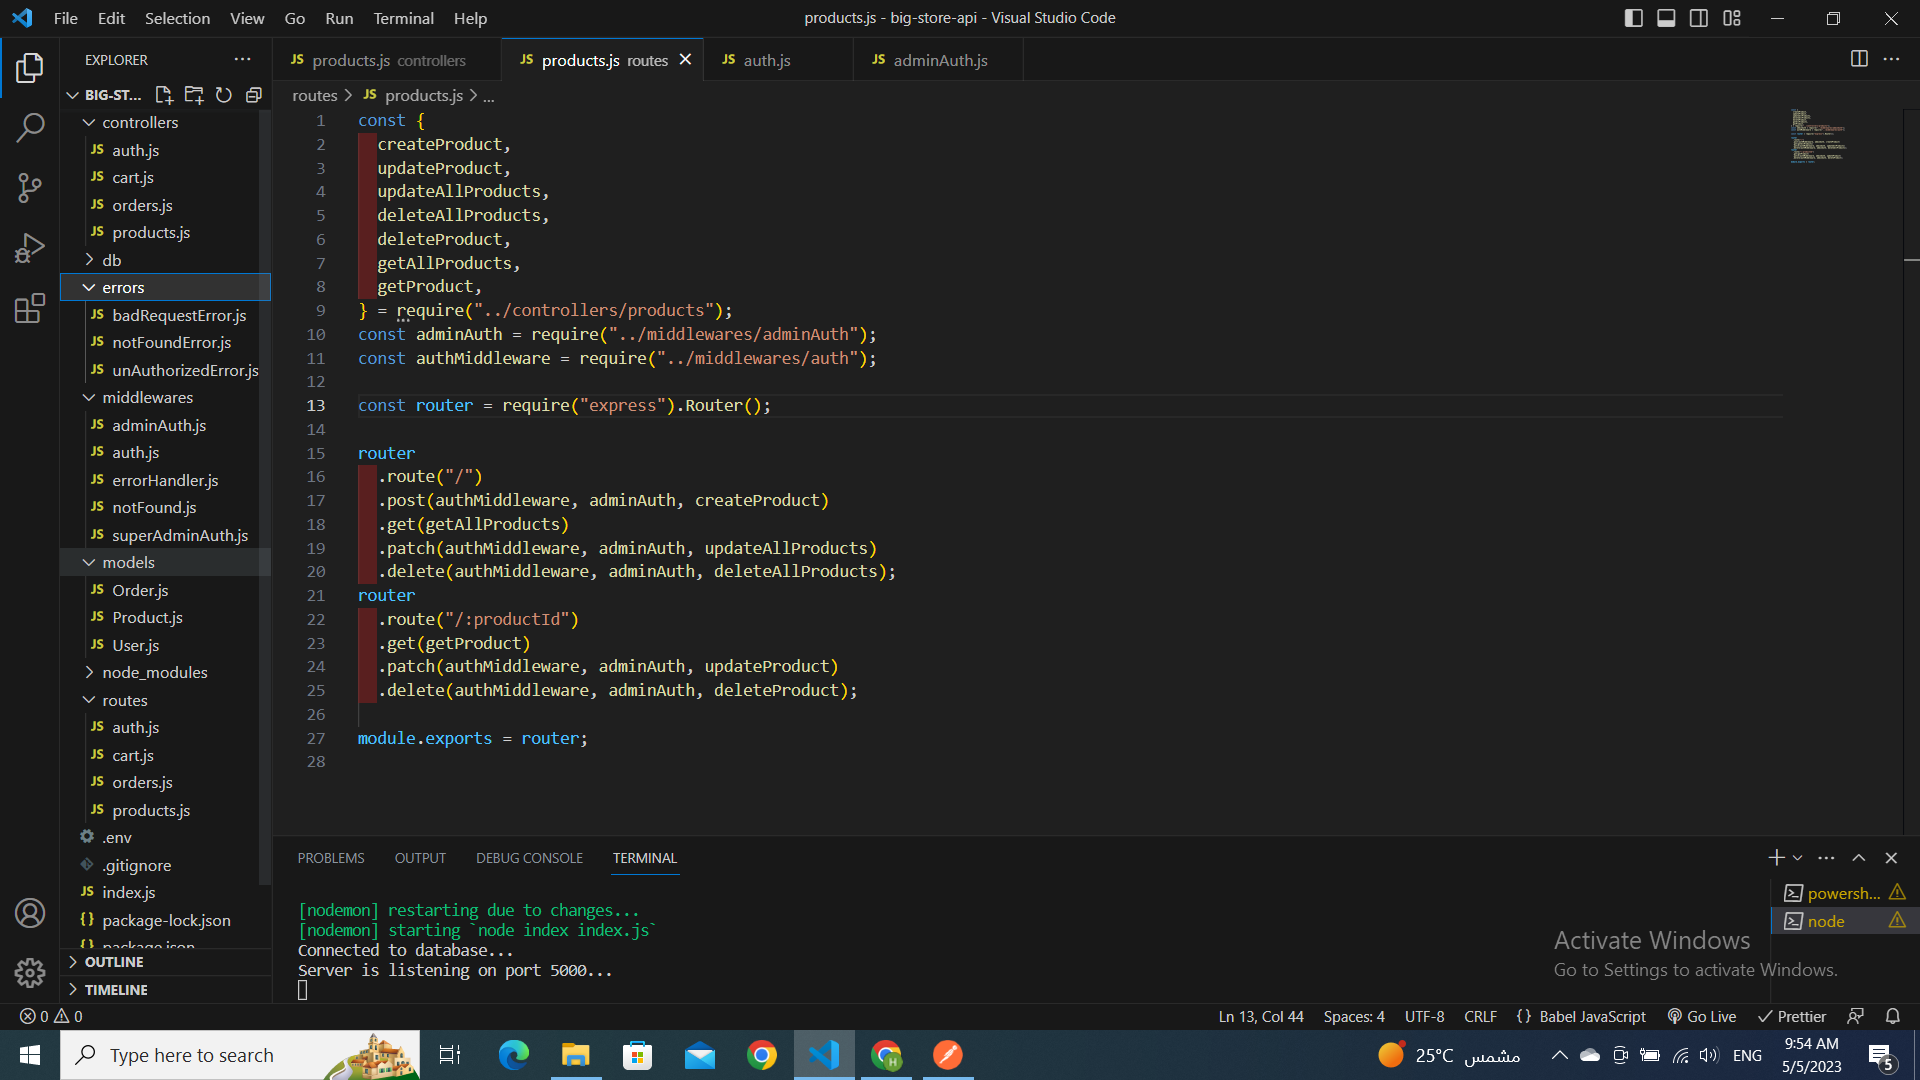 File Edit Selection View Go Run Terminal Help
products.js - big-store-api - Visual Studio Code
EXPLORER
BIG-ST...
controllers
JS auth.js
JS cart.js
JS orders.js
JS products.js
db
errors
JS badRequestError.js
JS notFoundError.js
JS unAuthorizedError.js
middlewares
JS adminAuth.js
JS auth.js
JS errorHandler.js
JS notFound.js
JS superAdminAuth.js
models
JS Order.js
JS Product.js
JS User.js
node_modules
routes
JS auth.js
JS cart.js
JS orders.js
JS products.js
.env
.gitignore
JS index.js
{} package-lock.json
{} package.json
OUTLINE
TIMELINE
JS products.js controllers JS products.js routes JS auth.js JS adminAuth.js
routes > JS products.js > ...
1 const {
2 createProduct,
3 updateProduct,
4 updateAllProducts,
5 deleteAllProducts,
6 deleteProduct,
7 getAllProducts,
8 getProduct,
9 } = require("../controllers/products");
10 const adminAuth = require("../middlewares/adminAuth");
11 const authMiddleware = require("../middlewares/auth");
12
13 const router = require("express").Router();
14
15 router
16 .route("/")
17 .post(authMiddleware, adminAuth, createProduct)
18 .get(getAllProducts)
19 .patch(authMiddleware, adminAuth, updateAllProducts)
20 .delete(authMiddleware, adminAuth, deleteAllProducts);
21 router
22 .route("/:productId")
23 .get(getProduct)
24 .patch(authMiddleware, adminAuth, updateProduct)
25 .delete(authMiddleware, adminAuth, deleteProduct);
26
27 module.exports = router;
28
PROBLEMS OUTPUT DEBUG CONSOLE TERMINAL
[nodemon] restarting due to changes...
[nodemon] starting `node index index.js`
Connected to database...
Server is listening on port 5000...
powersh...
node
Activate Windows
Go to Settings to activate Windows.
0 0
Ln 13, Col 44 Spaces: 4 UTF-8 CRLF {} Babel JavaScript Go Live Prettier
Type here to search
25°C مشمس
ENG
9:54 AM
5/5/2023
5